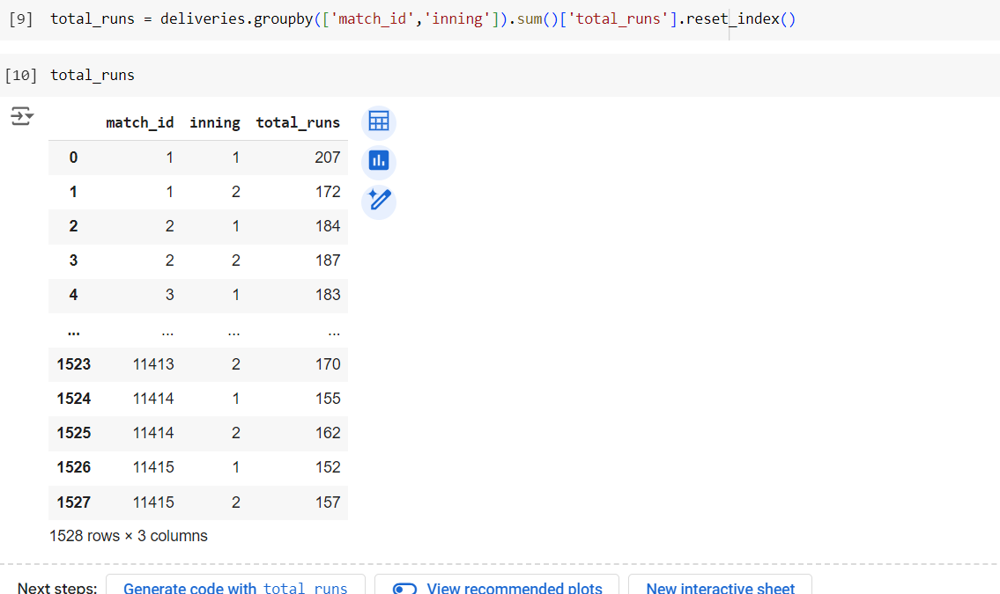 [9] total_runs = deliveries.groupby(['match_id','inning']).sum()['total_runs'].reset_index()
[10] total_runs
match_id inning total_runs
0 1 1 207
1 1 2 172
2 2 1 184
3 2 2 187
4 3 1 183
... ... ... ...
1523 11413 2 170
1524 11414 1 155
1525 11414 2 162
1526 11415 1 152
1527 11415 2 157
1528 rows × 3 columns
Next steps: Generate code with total_runs View recommended plots New interactive sheet